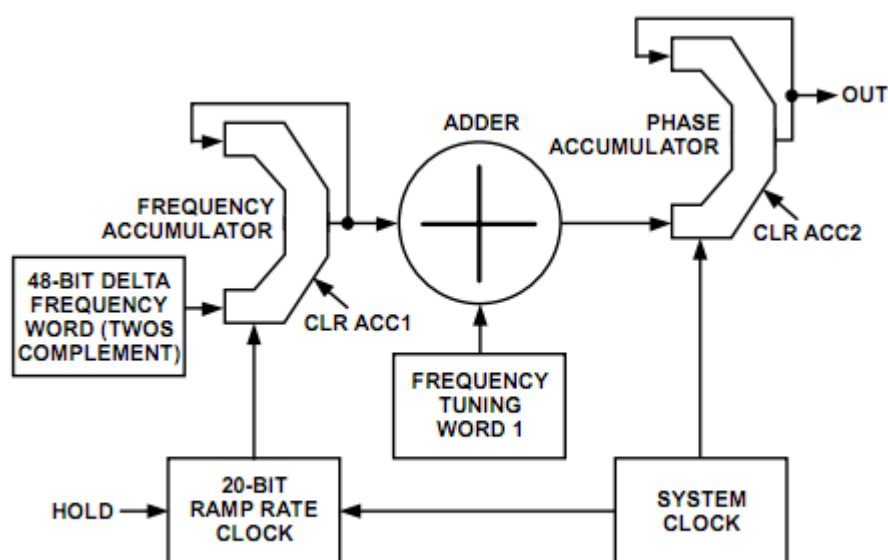 OUT
ADDER
PHASE
ACCUMULATOR
FREQUENCY
ACCUMULATOR
CLR ACC2
48-BIT DELTA
FREQUENCY
WORD (TWOS
COMPLEMENT)
CLR ACC1
FREQUENCY
TUNING
WORD 1
HOLD
20-BIT
RAMP RATE
CLOCK
SYSTEM
CLOCK